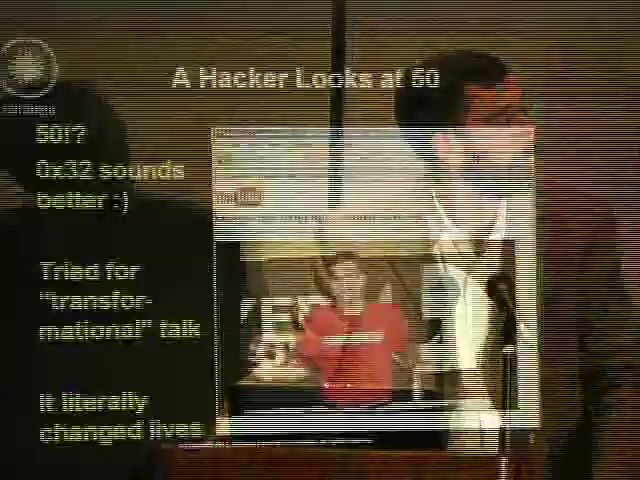 A Hacker Looks at 50
50!?
0x32 sounds
better :)
Tried for
"transfor-
mational" talk
It literally
changed lives